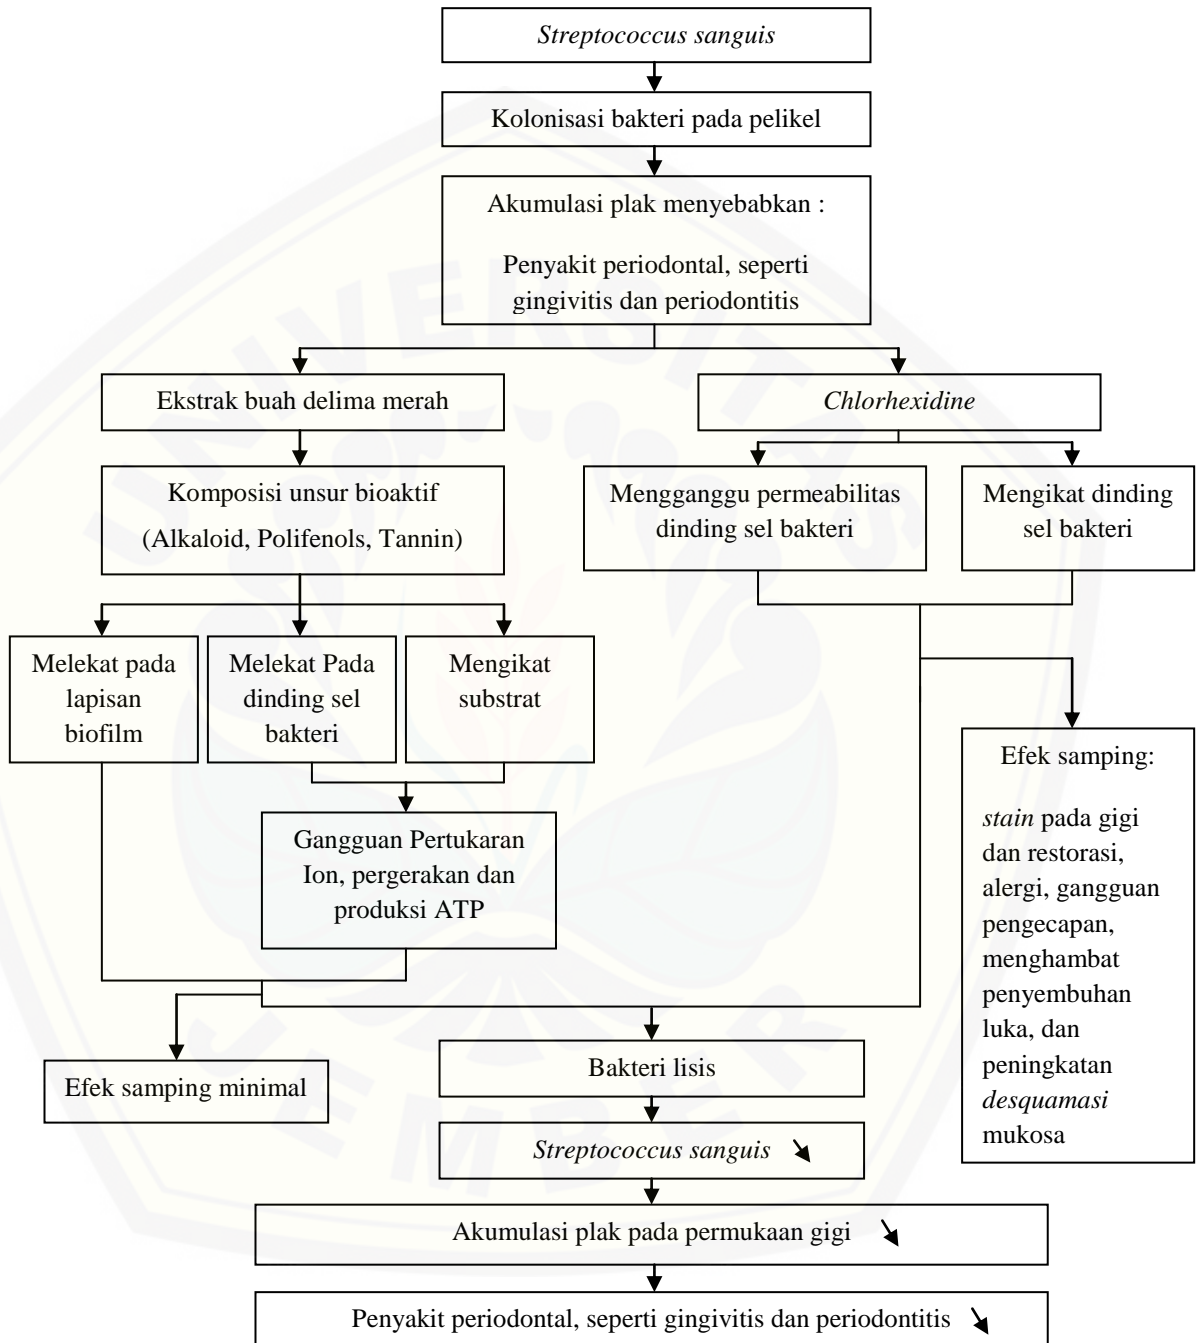 Streptococcus sanguis
Kolonisasi bakteri pada pelikel
Akumulasi plak menyebabkan :
Penyakit periodontal, seperti
gingivitis dan periodontitis
Ekstrak buah delima merah
Chlorhexidine
Komposisi unsur bioaktif
(Alkaloid, Polifenols, Tannin)
Mengganggu permeabilitas
dinding sel bakteri
Mengikat dinding
sel bakteri
Melekat pada
lapisan
biofilm
Melekat Pada
dinding sel
bakteri
Mengikat
substrat
Gangguan Pertukaran
Ion, pergerakan dan
produksi ATP
Efek samping:
stain pada gigi
dan restorasi,
alergi, gangguan
pengecapan,
menghambat
penyembuhan
luka, dan
peningkatan
desquamasi
mukosa
Efek samping minimal
Bakteri lisis
Streptococcus sanguis
Akumulasi plak pada permukaan gigi
Penyakit periodontal, seperti gingivitis dan periodontitis
UNIVERSITAS
JEMBER